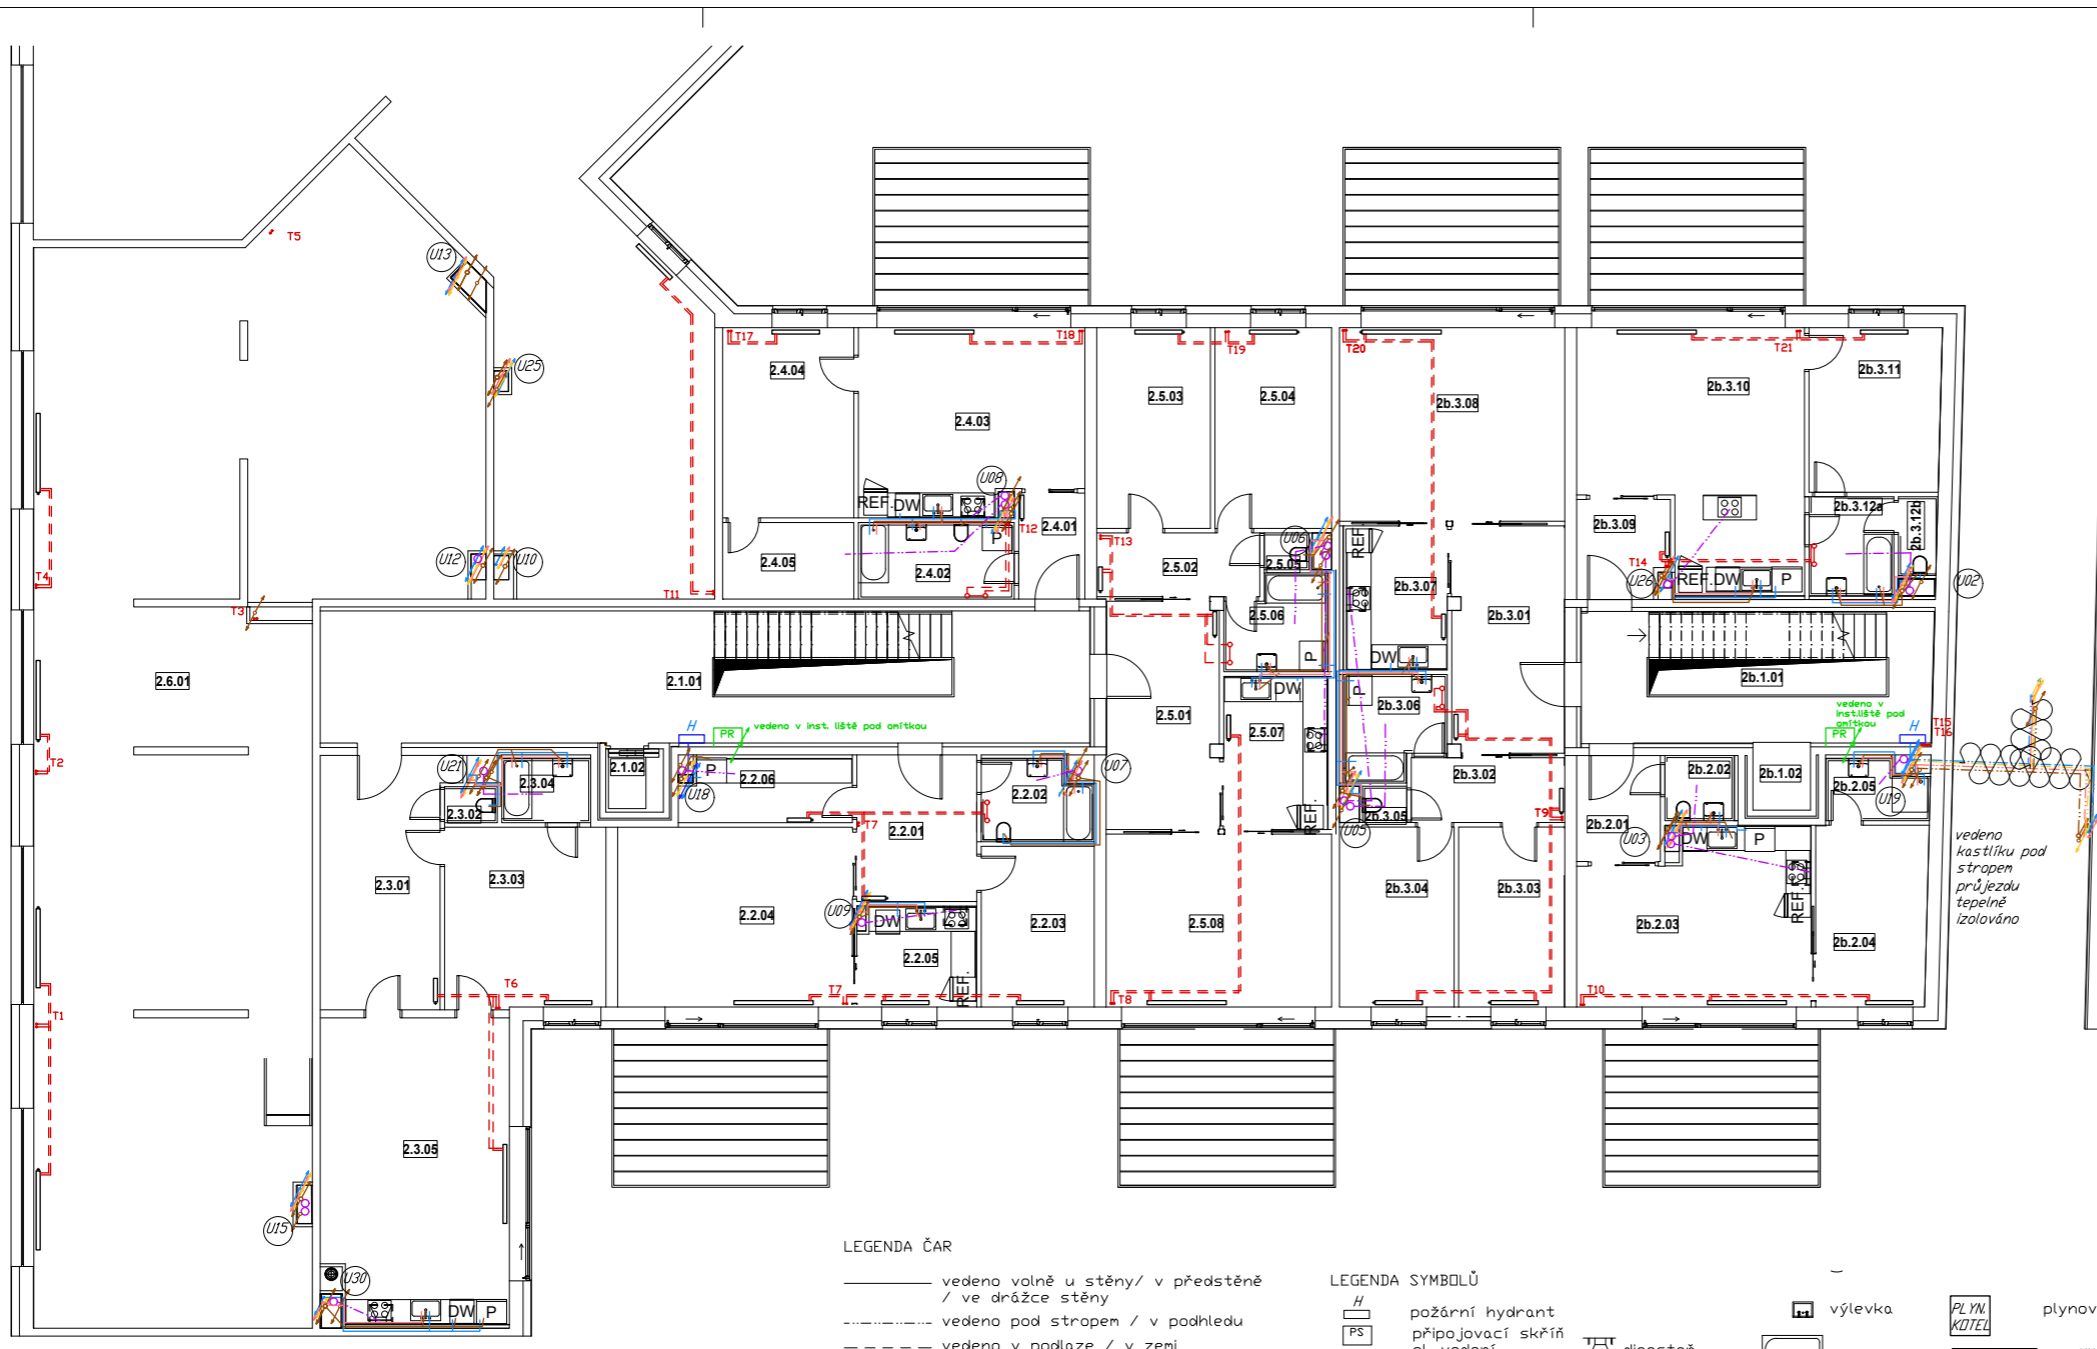 T5
U13
U25
T17
T18
T19
T20
T21
2.4.04
2.4.03
2.5.03
2.5.04
2b.3.08
2b.3.10
2b.3.11
U08
REF.
DW
P
T12
2.4.01
2.4.05
2.4.02
T13
2.5.02
U06
2.5.05
2.5.06
P
REF
2b.3.07
DW
2b.3.01
2b.3.09
T14
U26
REF.
DW
P
2b.3.12a
2b.3.12b
U02
T4
U12
U10
T11
T3
2.6.01
2.1.01
H
PR
vedeno v inst. liště pod omítkou
2.5.01
DW
2.5.07
REF.
P
2b.3.06
2b.3.02
2b.3.05
U05
T9
2b.1.01
vedeno v
inst.liště pod
omítkou
PR
H
T15
T16
T2
U21
2.3.04
2.3.02
2.1.02
P
U18
2.2.06
2.2.02
U07
T7
2.2.01
2b.2.02
2b.1.02
2b.2.05
U19
2b.2.01
U03
DW
P
REF.
vedeno
kastlíku pod
stropem
průjezdu
tepelně
izolováno
2.3.01
2.3.03
2.2.04
U09
DW
2.2.05
REF.
2.2.03
2.5.08
2b.3.04
2b.3.03
2b.2.03
2b.2.04
T1
T6
T7
T8
T10
2.3.05
U15
U30
DW
P
LEGENDA ČAR
vedeno volně u stěny/ v předstěně
/ ve drážce stěny
vedeno pod stropem / v podhledu
vedeno v podlaze / v zemi
LEGENDA SYMBOLŮ
H
požární hydrant
PS
připojovací skříň
el. vedení
digestoř
výlevka
PLYN.
KOTEL
plynov